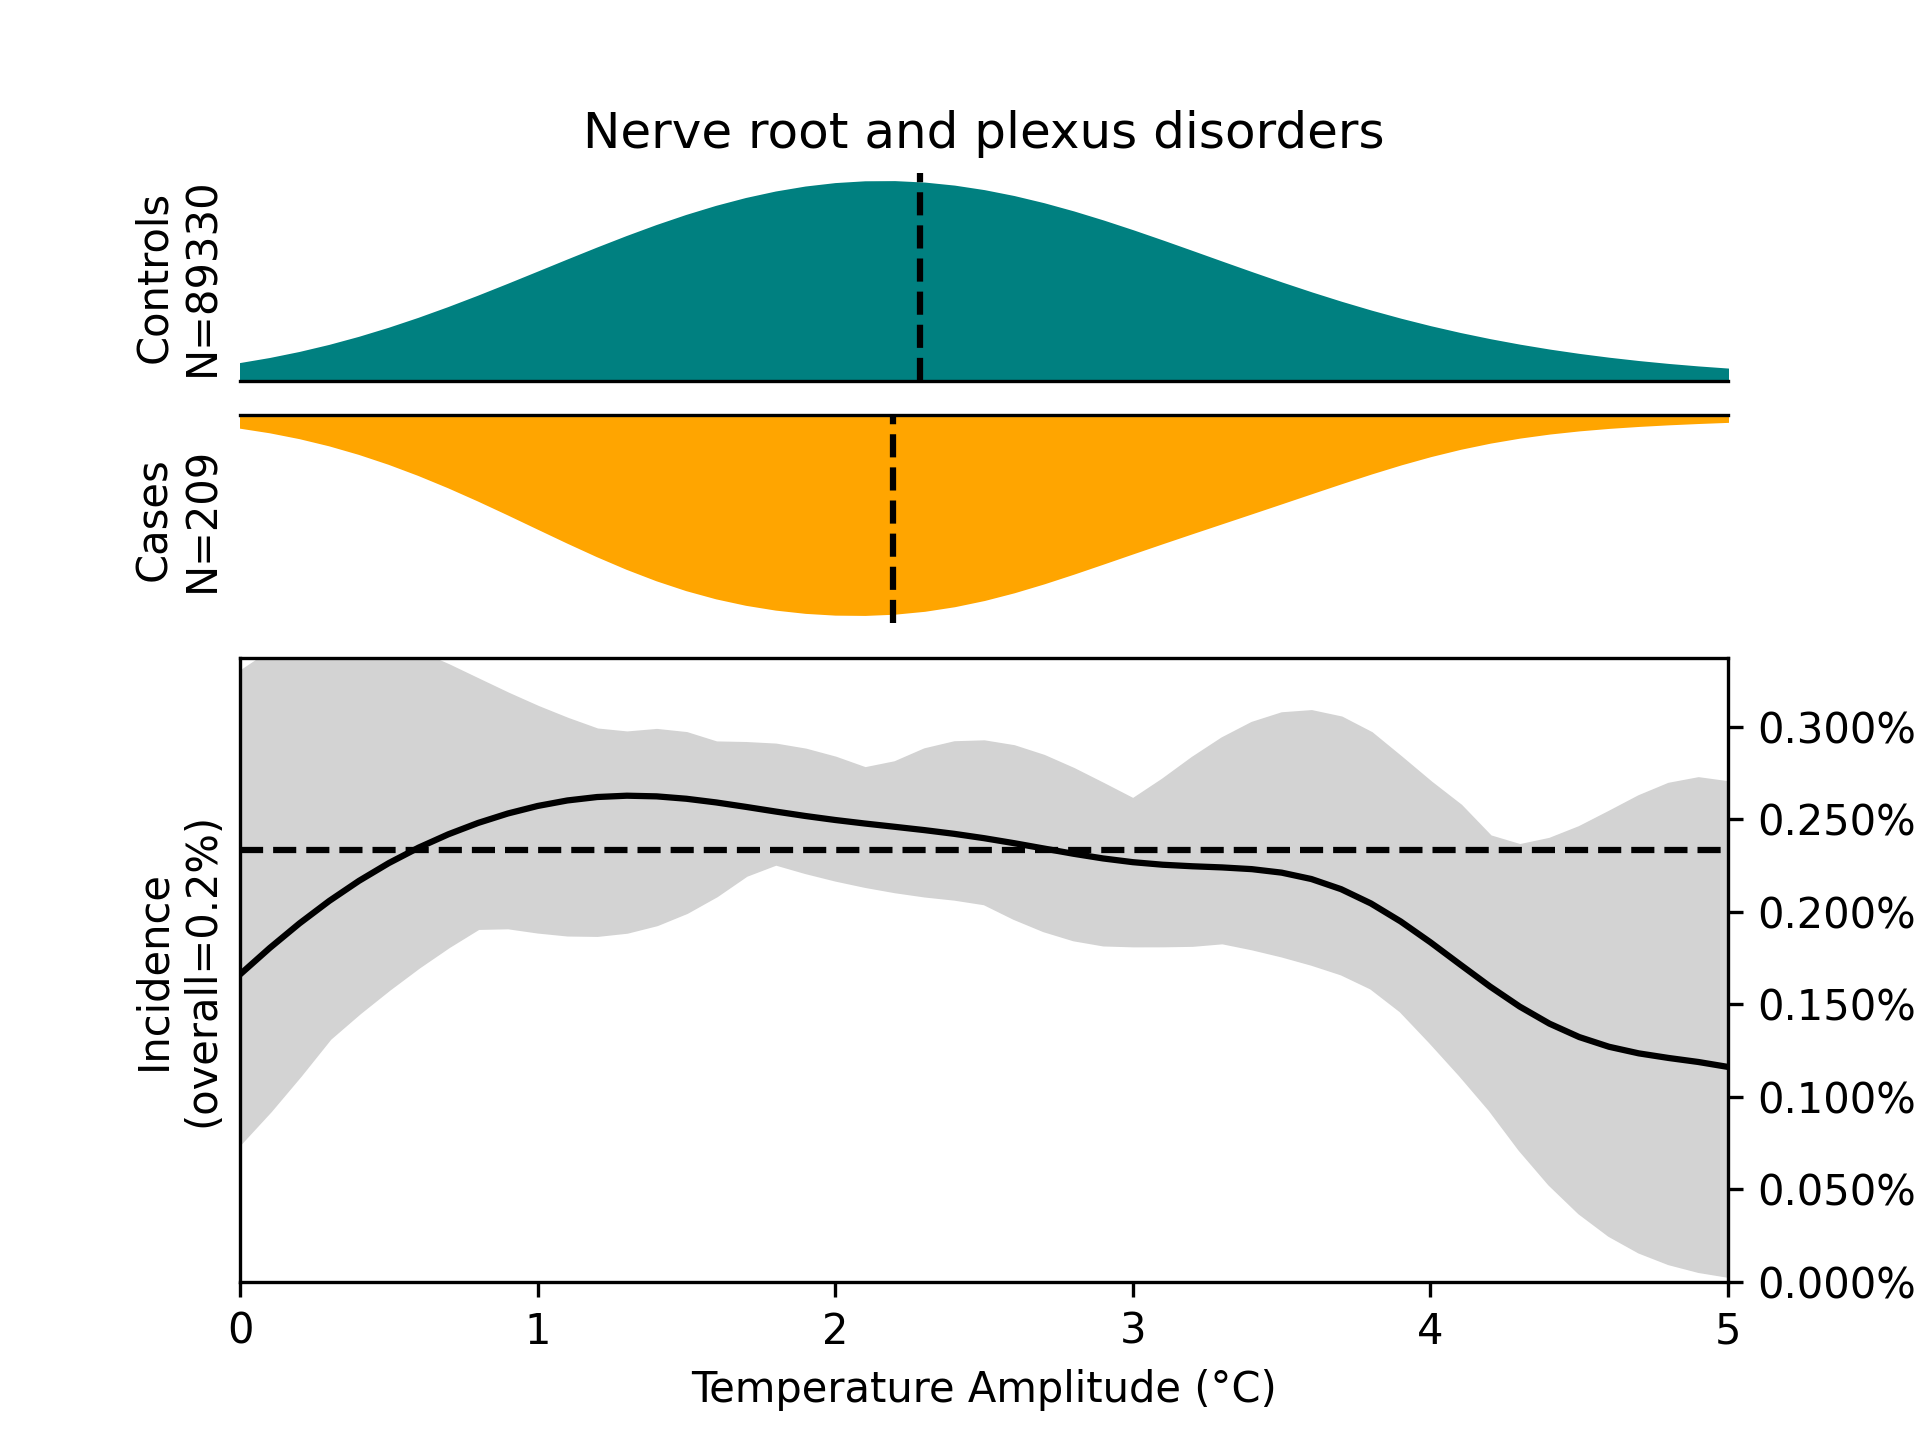 Nerve root and plexus disorders
Controls
N=89330
Cases
N=209
Incidence
(overall=0.2%)
0.300%
0.250%
0.200%
0.150%
0.100%
0.050%
0.000%
0 1 2 3 4 5
Temperature Amplitude (°C)